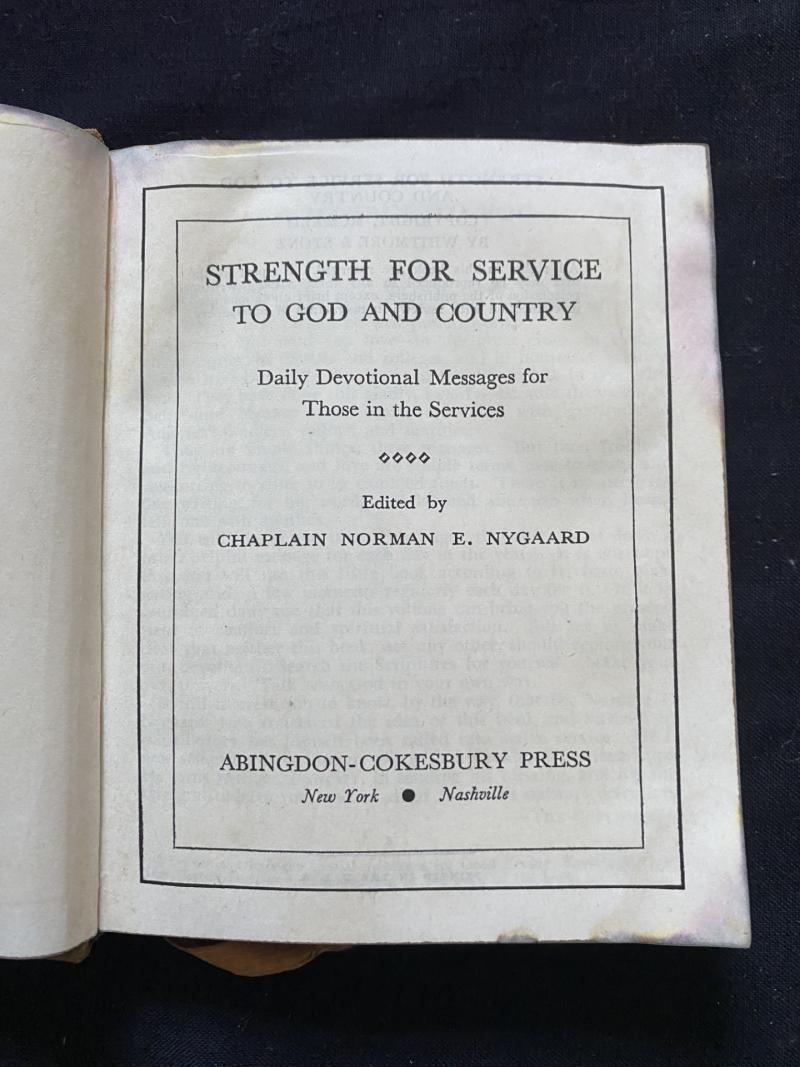 STRENGTH FOR SERVICE
TO GOD AND COUNTRY
Daily Devotional Messages for
Those in the Services
Edited by
CHAPLAIN NORMAN E. NYGAARD
ABINGDON-COKESBURY PRESS
New York ● Nashville